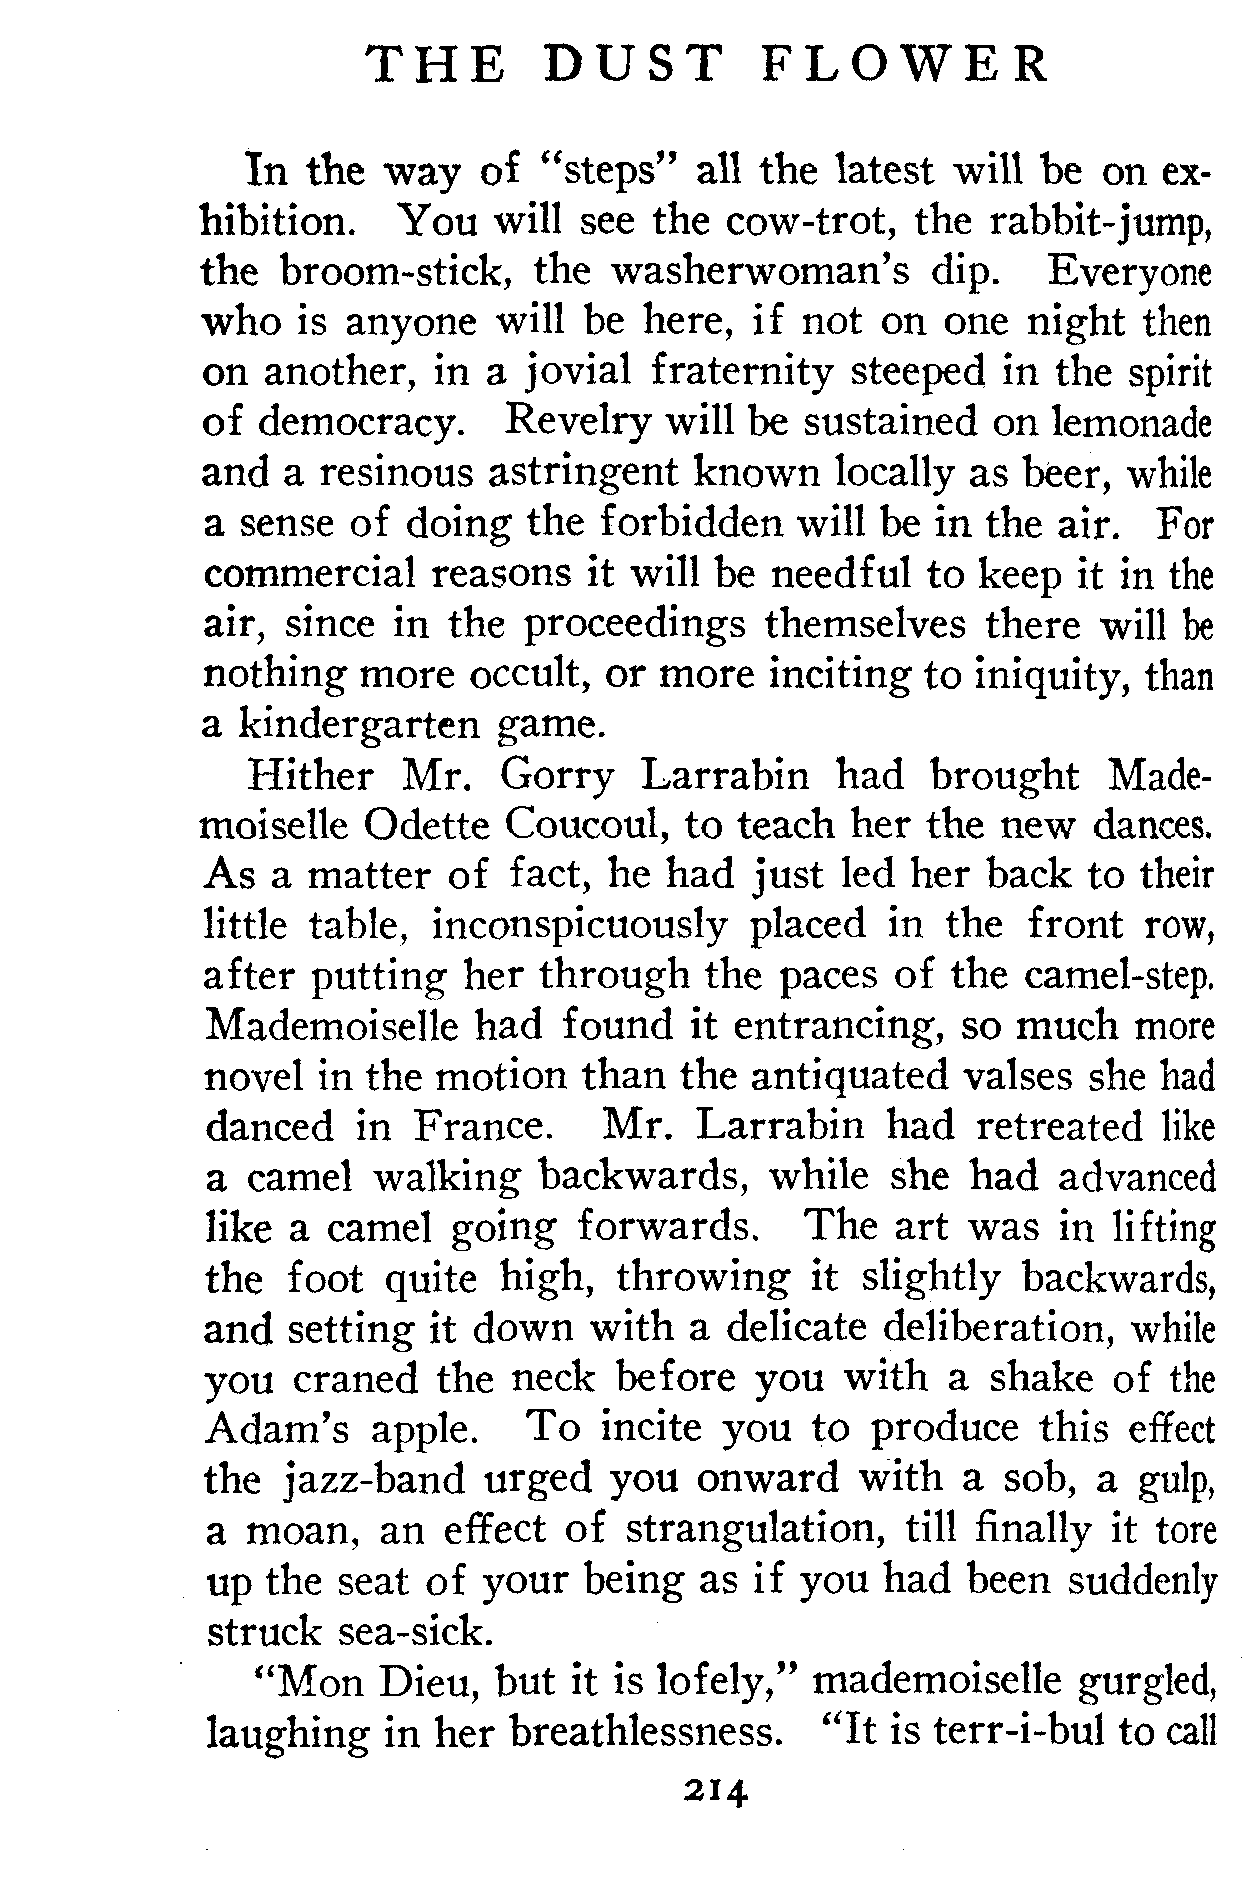 THE DUST FLOWER
In the way of "steps" all the latest will be on ex-
hibition. You will see the cow-trot, the rabbit-jump,
the broom-stick, the washerwoman's dip. Everyone
who is anyone will be here, if not on one night then
on another, in a jovial fraternity steeped in the spirit
of democracy. Revelry will be sustained on lemonade
and a resinous astringent known locally as beer, while
a sense of doing the forbidden will be in the air. For
commercial reasons it will be needful to keep it in the
air, since in the proceedings themselves there will be
nothing more occult, or more inciting to iniquity, than
a kindergarten game.
Hither Mr. Gorry Larrabin had brought Made-
moiselle Odette Coucoul, to teach her the new dances.
As a matter of fact, he had just led her back to their
little table, inconspicuously placed in the front row,
after putting her through the paces of the camel-step.
Mademoiselle had found it entrancing, so much more
novel in the motion than the antiquated valses she had
danced in France. Mr. Larrabin had retreated like
a camel walking backwards, while she had advanced
like a camel going forwards. The art was in lifting
the foot quite high, throwing it slightly backwards,
and setting it down with a delicate deliberation, while
you craned the neck before you with a shake of the
Adam's apple. To incite you to produce this effect
the jazz-band urged you onward with a sob, a gulp,
a moan, an effect of strangulation, till finally it tore
up the seat of your being as if you had been suddenly
struck sea-sick.
"Mon Dieu, but it is lofely," mademoiselle gurgled,
laughing in her breathlessness. "It is terr-i-bul to call
214